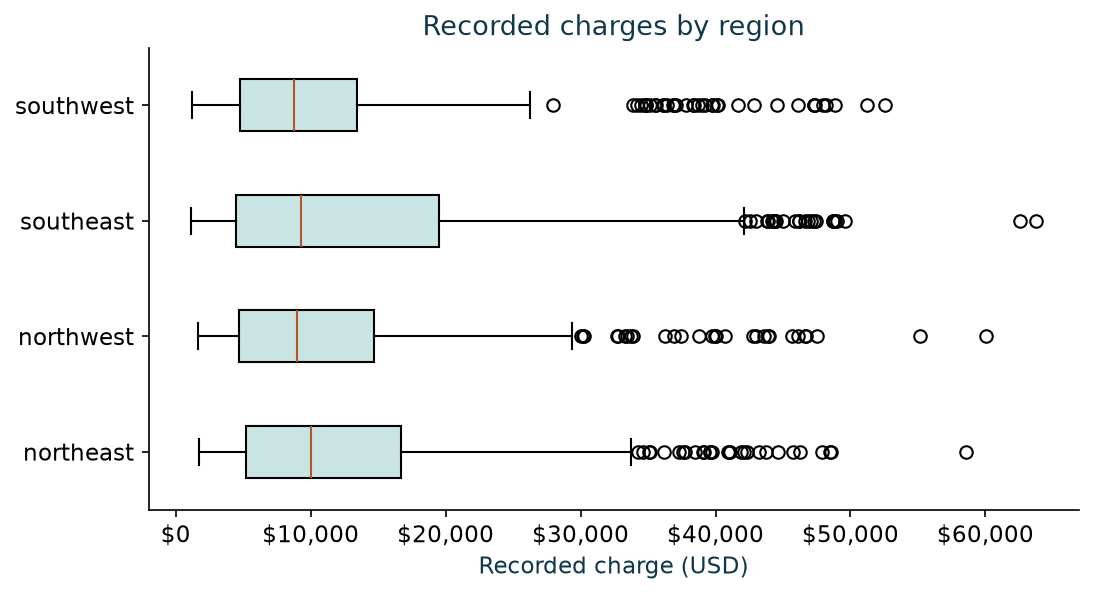 Recorded charges by region
southwest
southeast
northwest
northeast
$0 $10,000 $20,000 $30,000 $40,000 $50,000 $60,000
Recorded charge (USD)